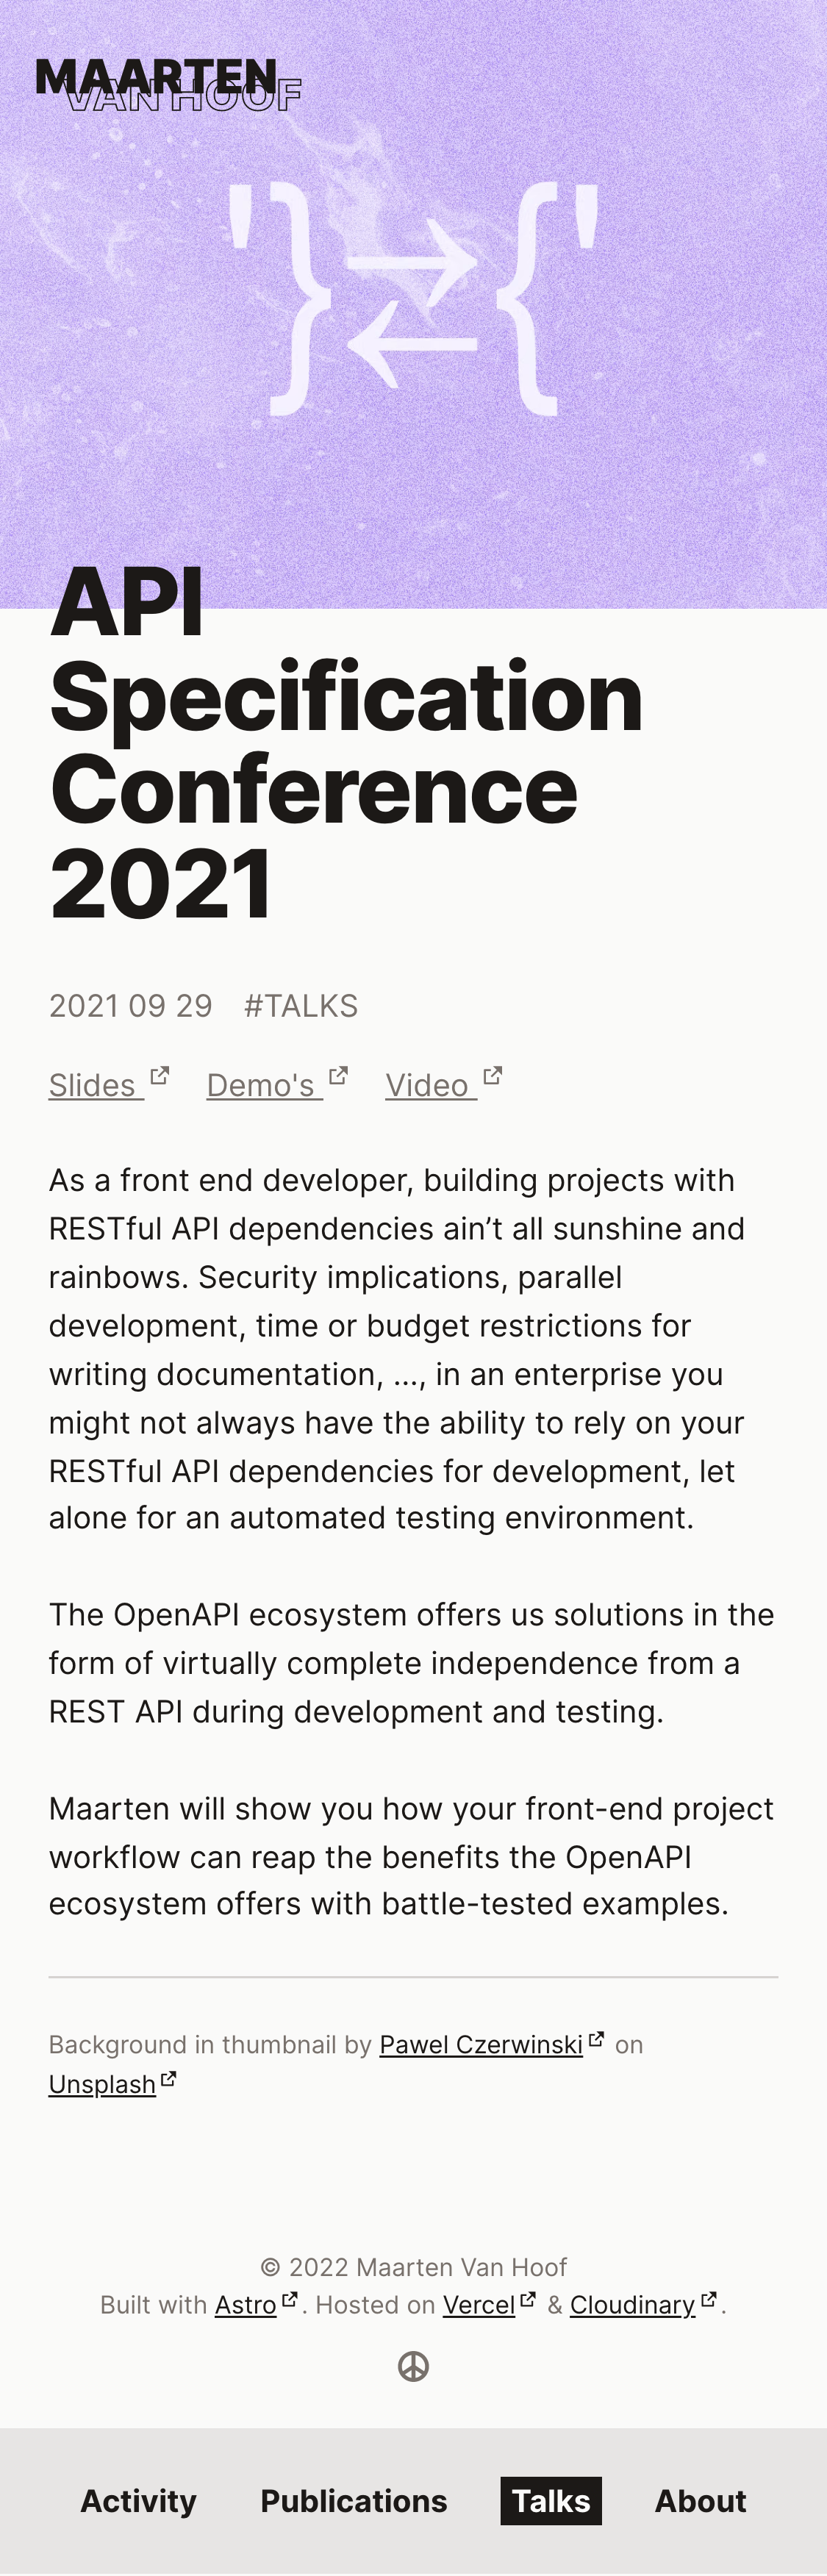 MAARTEN
VAN HOOF
'}⇄{'
API
Specification
Conference
2021
2021 09 29 #TALKS
Slides Demo's Video
As a front end developer, building projects with
RESTful API dependencies ain’t all sunshine and
rainbows. Security implications, parallel
development, time or budget restrictions for
writing documentation, ..., in an enterprise you
might not always have the ability to rely on your
RESTful API dependencies for development, let
alone for an automated testing environment.
The OpenAPI ecosystem offers us solutions in the
form of virtually complete independence from a
REST API during development and testing.
Maarten will show you how your front-end project
workflow can reap the benefits the OpenAPI
ecosystem offers with battle-tested examples.
Background in thumbnail by Pawel Czerwinski on
Unsplash
© 2022 Maarten Van Hoof
Built with Astro. Hosted on Vercel & Cloudinary.
Activity Publications Talks About